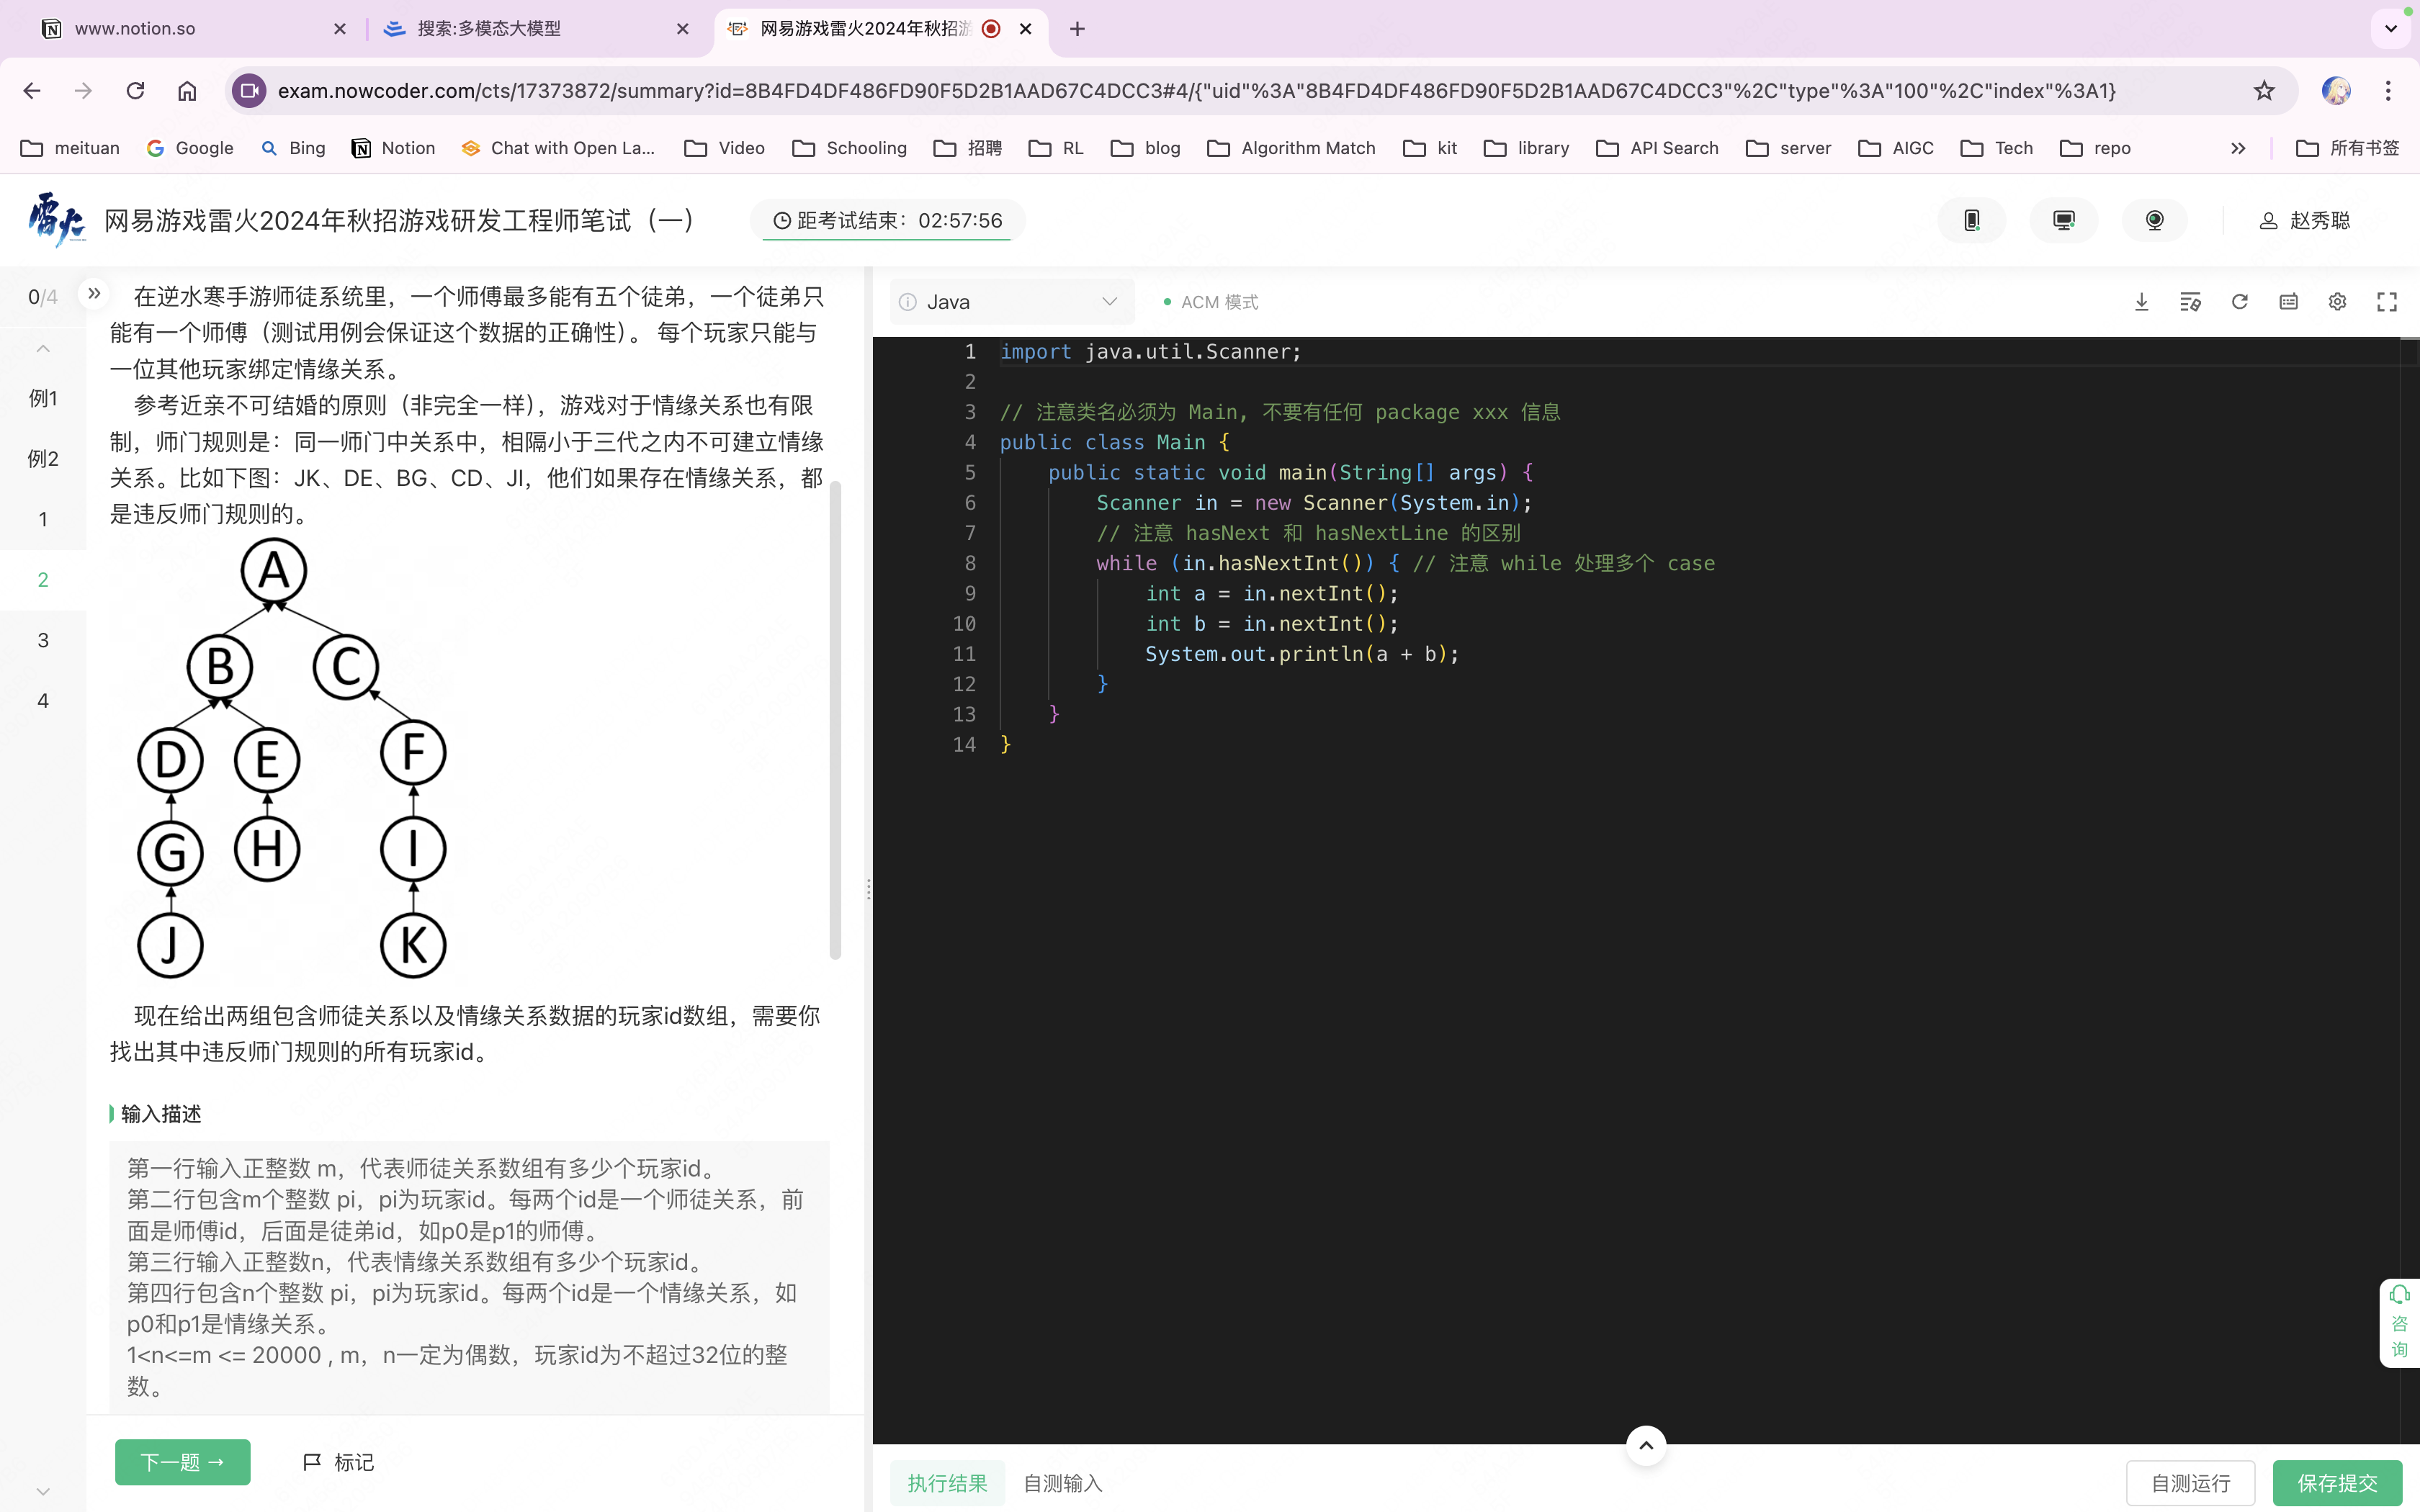 www.notion.so
搜索:多模态大模型
网易游戏雷火2024年秋招游
exam.nowcoder.com/cts/17373872/summary?id=8B4FD4DF486FD90F5D2B1AAD67C4DCC3#4/{"uid"%3A"8B4FD4DF486FD90F5D2B1AAD67C4DCC3"%2C"type"%3A"100"%2C"index"%3A1}
meituan Google Bing Notion Chat with Open La... Video Schooling 招聘 RL blog Algorithm Match kit library API Search server AIGC Tech repo » 所有书签
雷火 网易游戏雷火2024年秋招游戏研发工程师笔试（一） 距考试结束：02:57:56 赵秀聪
0/4
例1
例2
1
2
3
4
在逆水寒手游师徒系统里，一个师傅最多能有五个徒弟，一个徒弟只
能有一个师傅（测试用例会保证这个数据的正确性）。 每个玩家只能与
一位其他玩家绑定情缘关系。
参考近亲不可结婚的原则（非完全一样），游戏对于情缘关系也有限
制，师门规则是：同一师门中关系中，相隔小于三代之内不可建立情缘
关系。比如下图：JK、DE、BG、CD、JI，他们如果存在情缘关系，都
是违反师门规则的。
A
B C
D E F
G H I
J K
现在给出两组包含师徒关系以及情缘关系数据的玩家id数组，需要你
找出其中违反师门规则的所有玩家id。
输入描述
第一行输入正整数 m，代表师徒关系数组有多少个玩家id。
第二行包含m个整数 pi，pi为玩家id。每两个id是一个师徒关系，前
面是师傅id，后面是徒弟id，如p0是p1的师傅。
第三行输入正整数n，代表情缘关系数组有多少个玩家id。
第四行包含n个整数 pi，pi为玩家id。每两个id是一个情缘关系，如
p0和p1是情缘关系。
1<n<=m <= 20000 , m，n一定为偶数，玩家id为不超过32位的整
数。
下一题 → 标记
Java ACM 模式
1 import java.util.Scanner;
2
3 // 注意类名必须为 Main, 不要有任何 package xxx 信息
4 public class Main {
5 public static void main(String[] args) {
6 Scanner in = new Scanner(System.in);
7 // 注意 hasNext 和 hasNextLine 的区别
8 while (in.hasNextInt()) { // 注意 while 处理多个 case
9 int a = in.nextInt();
10 int b = in.nextInt();
11 System.out.println(a + b);
12 }
13 }
14 }
咨
询
执行结果 自测输入 自测运行 保存提交